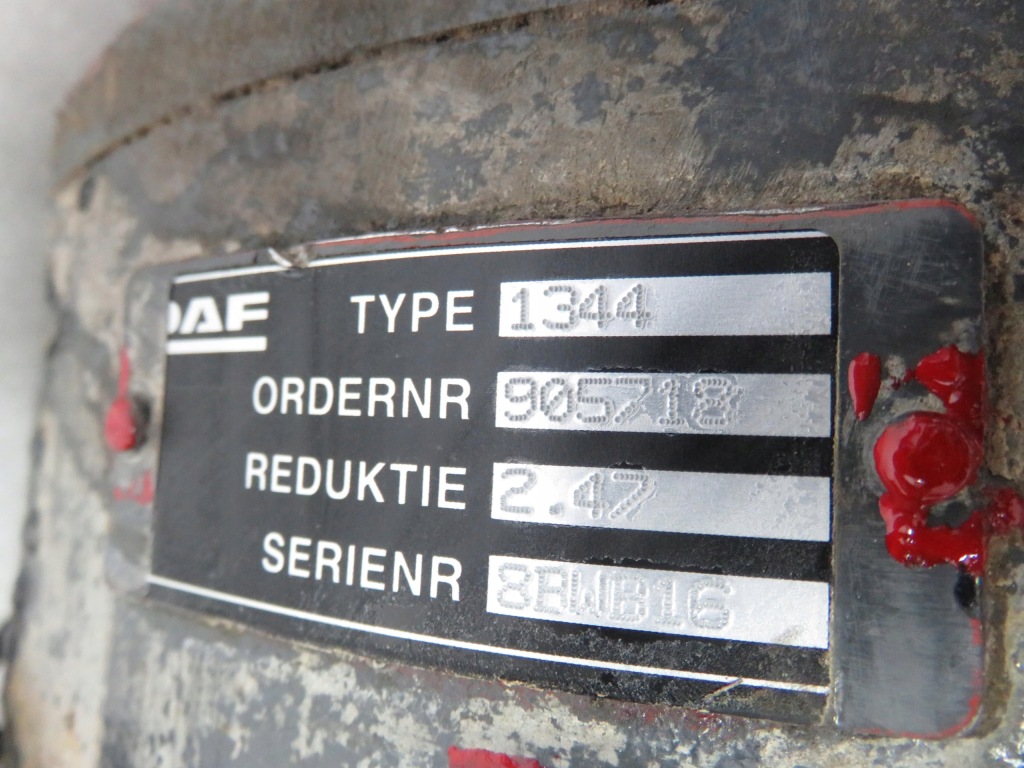 DAF
TYPE 1344
ORDERNR 905718
REDUKTIE 2.47
SERIENR 8BWB16